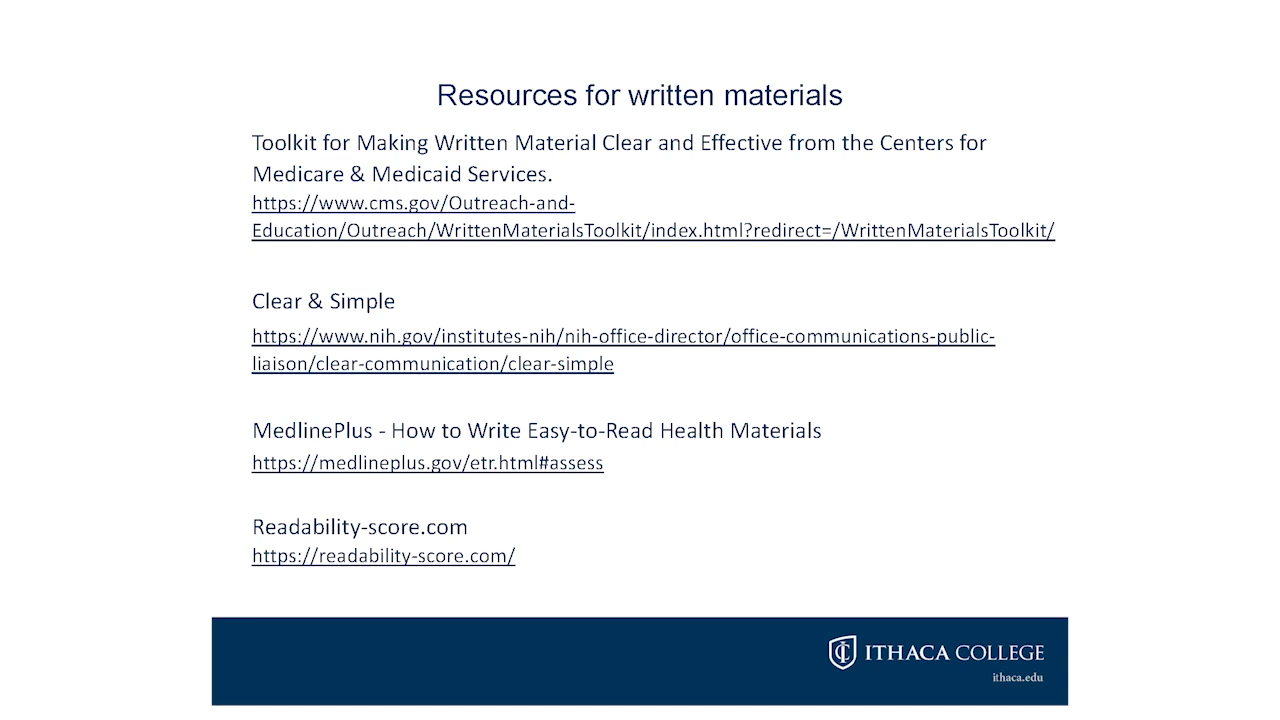 Resources for written materials
Toolkit for Making Written Material Clear and Effective from the Centers for
Medicare & Medicaid Services.
https://www.cms.gov/Outreach-and-
Education/Outreach/WrittenMaterialsToolkit/index.html?redirect=/WrittenMaterialsToolkit/
Clear & Simple
https://www.nih.gov/institutes-nih/nih-office-director/office-communications-public-
liaison/clear-communication/clear-simple
MedlinePlus - How to Write Easy-to-Read Health Materials
https://medlineplus.gov/etr.html#assess
Readability-score.com
https://readability-score.com/
IC ITHACA COLLEGE
ithaca.edu